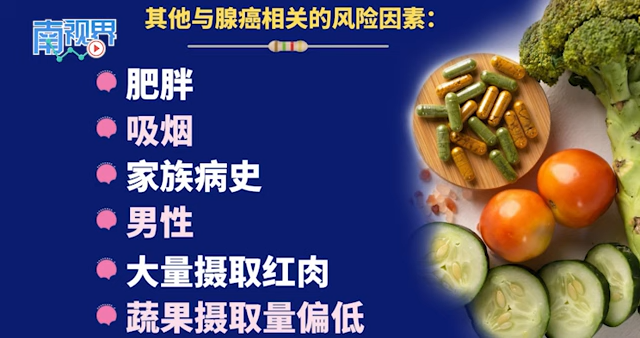 其他与腺癌相关的风险因素：
南视界
肥胖
吸烟
家族病史
男性
大量摄取红肉
蔬果摄取量偏低